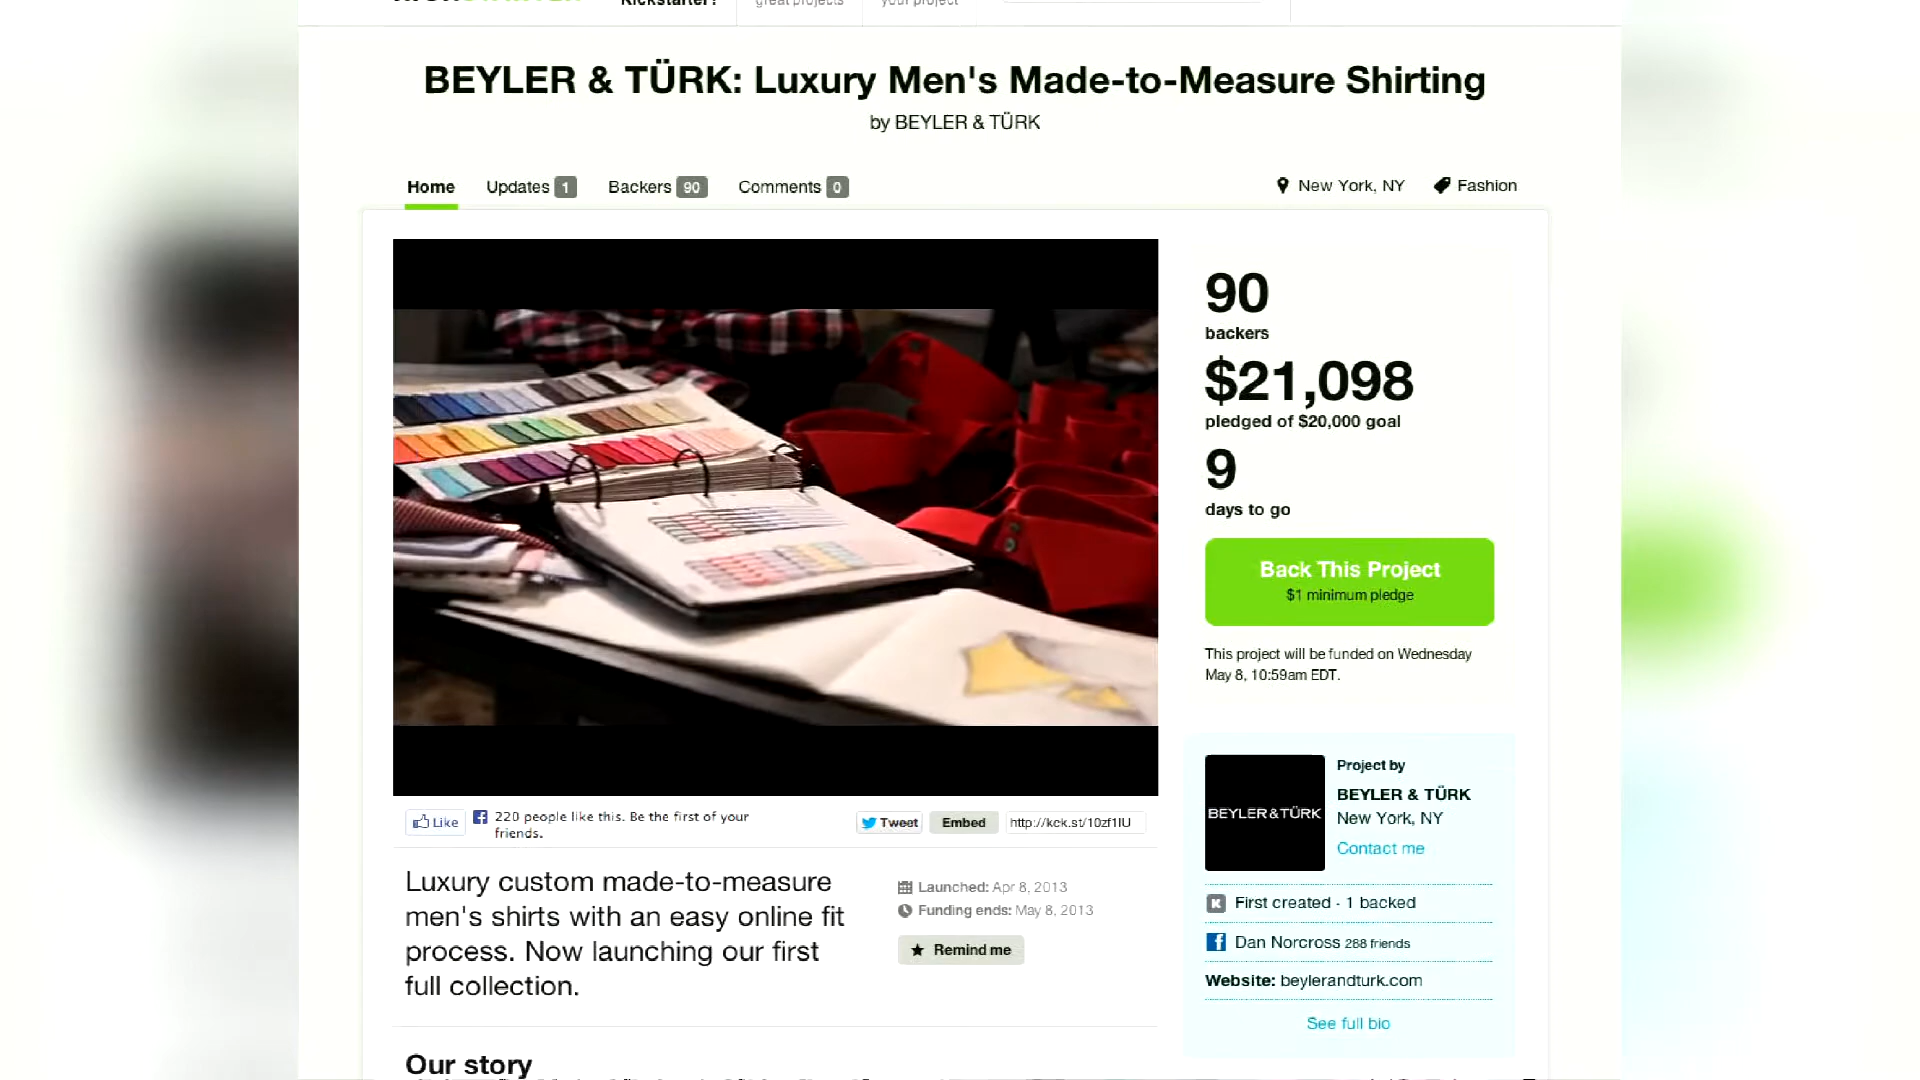 Kickstarter?
great projects
your project
BEYLER & TÜRK: Luxury Men's Made-to-Measure Shirting
by BEYLER & TÜRK
Home
Updates 1
Backers 90
Comments 0
New York, NY
Fashion
90
backers
$21,098
pledged of $20,000 goal
9
days to go
Back This Project
$1 minimum pledge
This project will be funded on Wednesday
May 8, 10:59am EDT.
Like
220 people like this. Be the first of your
friends.
Tweet
Embed
http://kck.st/10zf1IU
Luxury custom made-to-measure
men's shirts with an easy online fit
process. Now launching our first
full collection.
Launched: Apr 8, 2013
Funding ends: May 8, 2013
Remind me
BEYLER&TÜRK
Project by
BEYLER & TÜRK
New York, NY
Contact me
First created · 1 backed
Dan Norcross 288 friends
Website: beylerandturk.com
See full bio
Our story